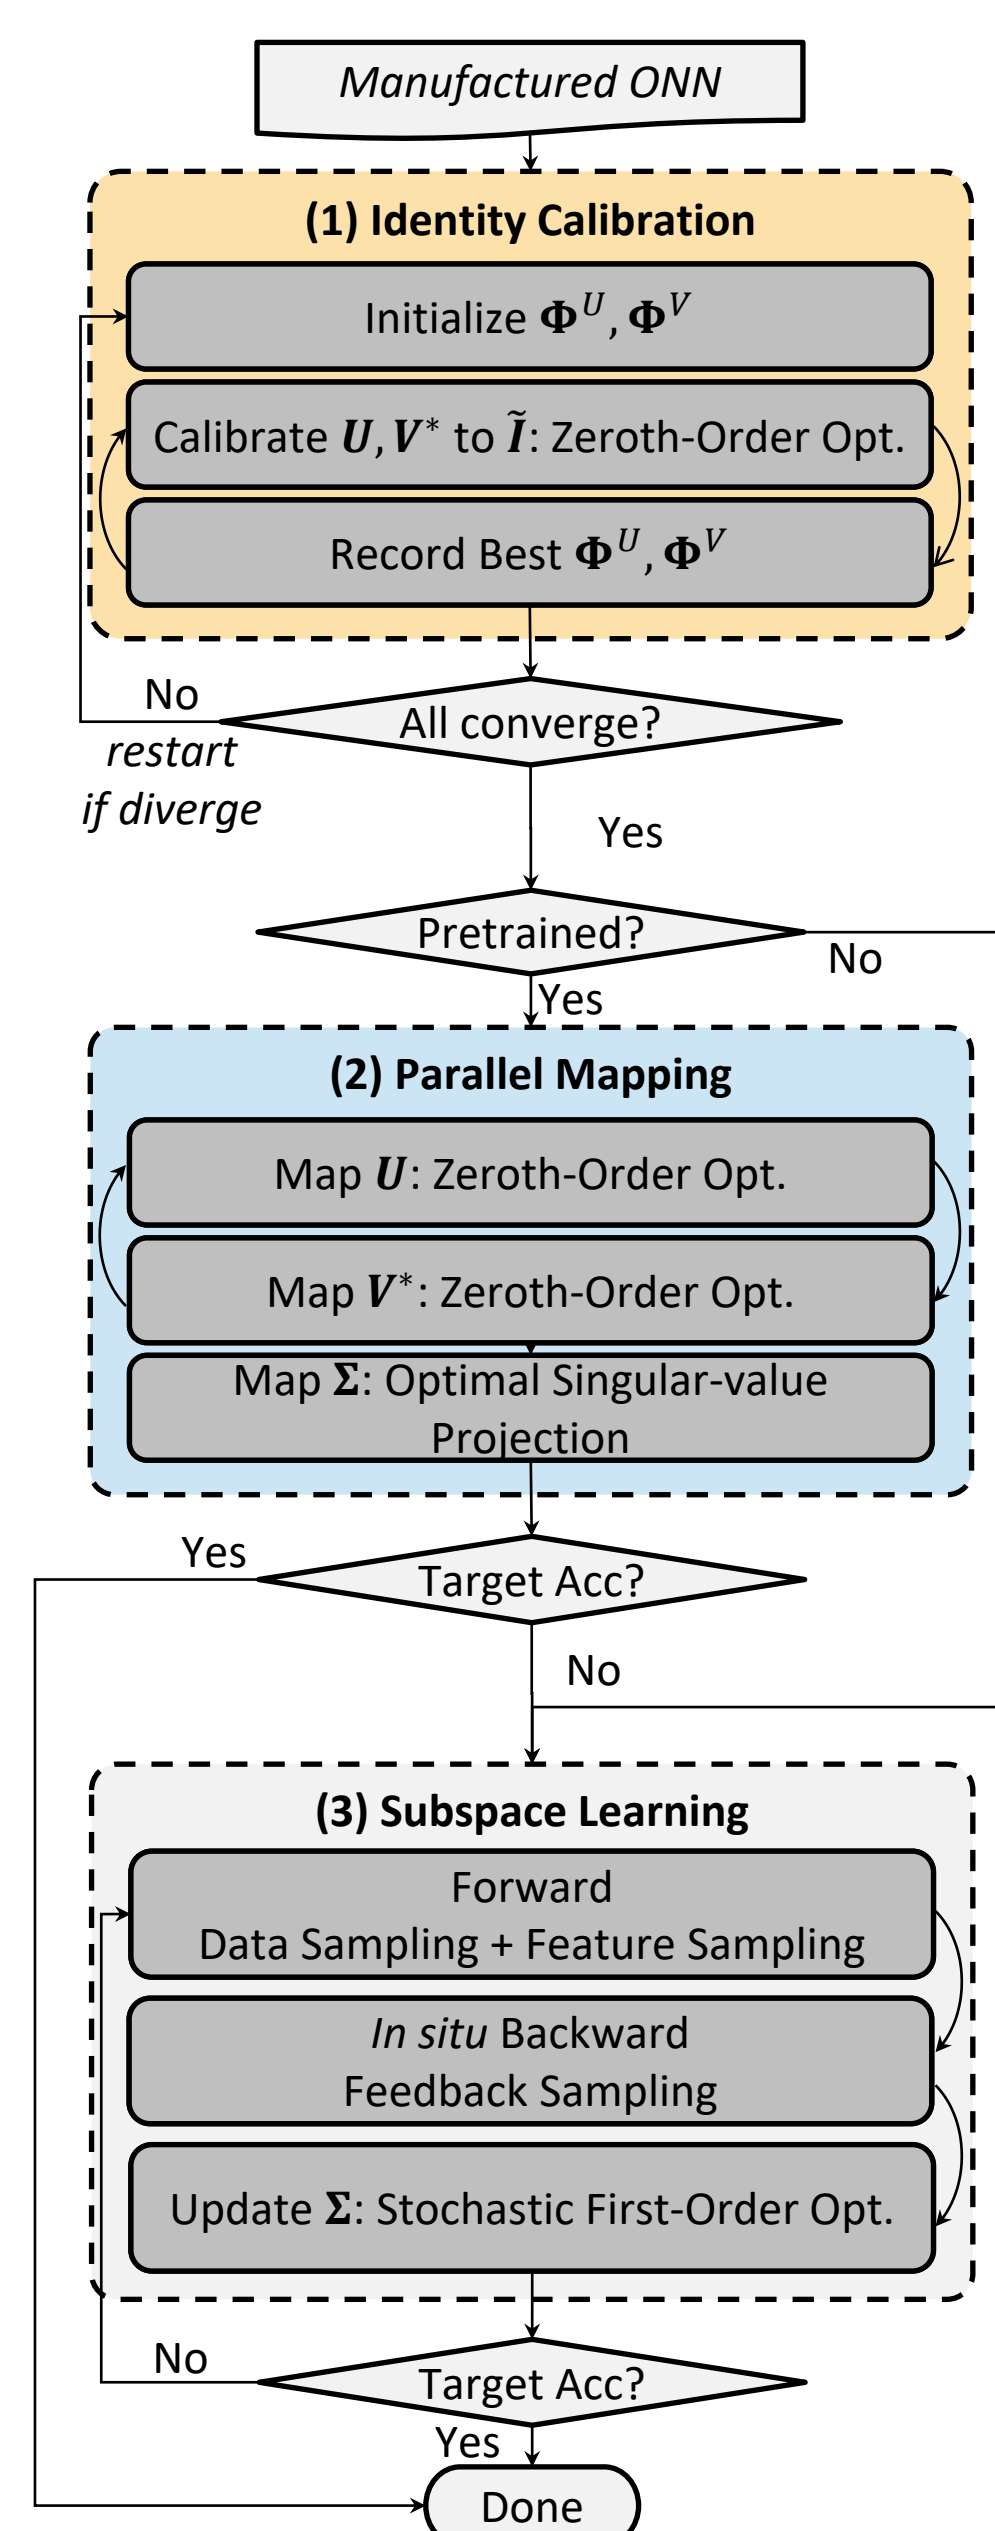 Manufactured ONN
(1) Identity Calibration
Initialize 𝚽^U, 𝚽^V
Calibrate U, V* to Ĩ: Zeroth-Order Opt.
Record Best 𝚽^U, 𝚽^V
No
All converge?
restart
if diverge
Yes
Pretrained?
No
Yes
(2) Parallel Mapping
Map U: Zeroth-Order Opt.
Map V*: Zeroth-Order Opt.
Map Σ: Optimal Singular-value
Projection
Yes
Target Acc?
No
(3) Subspace Learning
Forward
Data Sampling + Feature Sampling
In situ Backward
Feedback Sampling
Update Σ: Stochastic First-Order Opt.
No
Target Acc?
Yes
Done